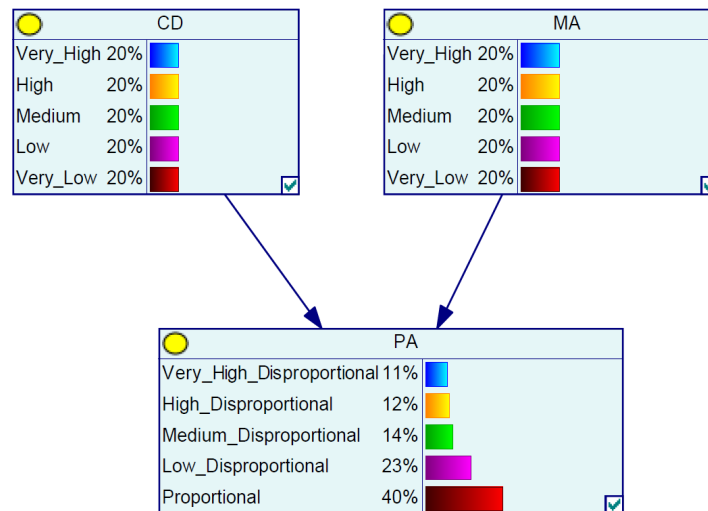 CD
Very_High 20%
High 20%
Medium 20%
Low 20%
Very_Low 20%
MA
Very_High 20%
High 20%
Medium 20%
Low 20%
Very_Low 20%
PA
Very_High_Disproportional 11%
High_Disproportional 12%
Medium_Disproportional 14%
Low_Disproportional 23%
Proportional 40%